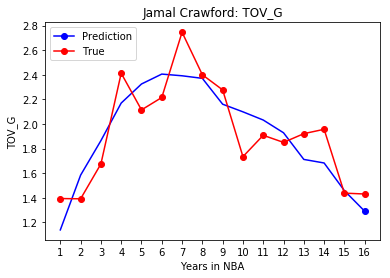 Jamal Crawford: TOV_G
Prediction
True
2.8
2.6
2.4
2.2
2.0
1.8
1.6
1.4
1.2
TOV_G
1 2 3 4 5 6 7 8 9 10 11 12 13 14 15 16
Years in NBA